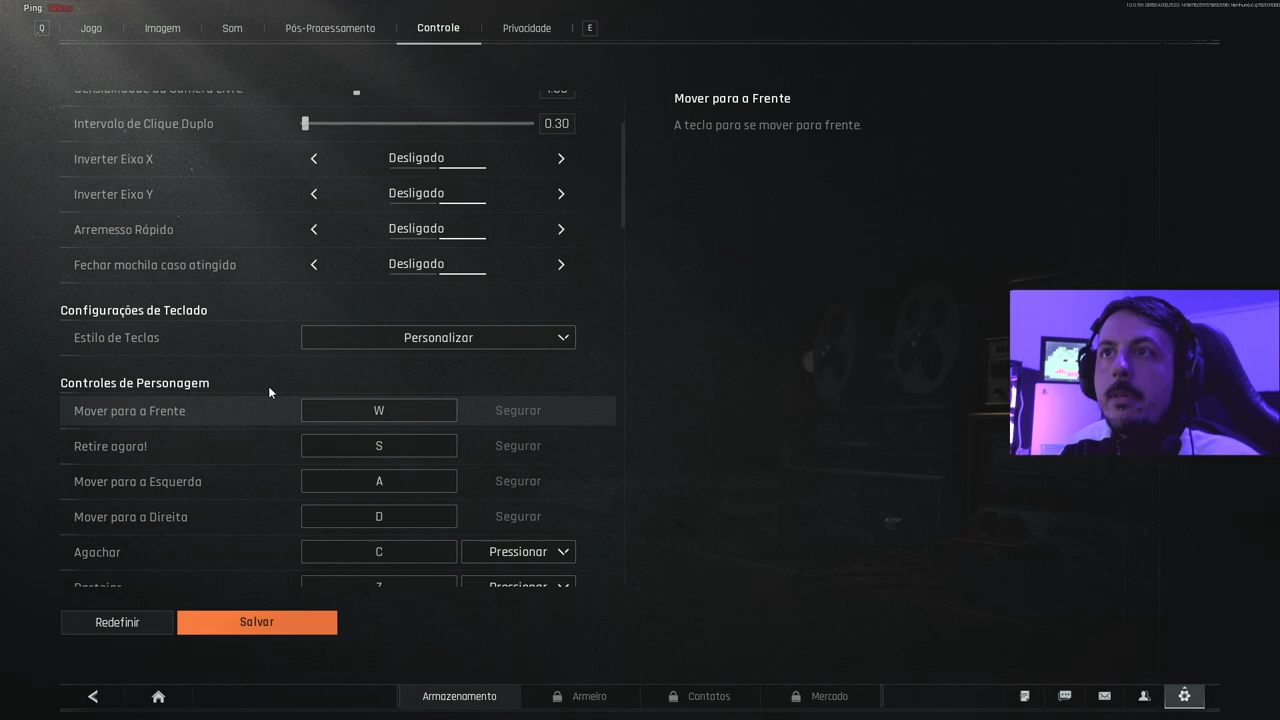 Ping
Q
Jogo
Imagem
Som
Pós-Processamento
Controle
Privacidade
E
Intervalo de Clique Duplo
0.30
Inverter Eixo X
Desligado
Inverter Eixo Y
Desligado
Arremesso Rápido
Desligado
Fechar mochila caso atingido
Desligado
Configurações de Teclado
Estilo de Teclas
Personalizar
Controles de Personagem
Mover para a Frente
W
Segurar
Retire agora!
S
Segurar
Mover para a Esquerda
A
Segurar
Mover para a Direita
D
Segurar
Agachar
C
Pressionar
Z
Pressionar
Redefinir
Salvar
Mover para a Frente
A tecla para se mover para frente.
Armazenamento
Armeiro
Contatos
Mercado